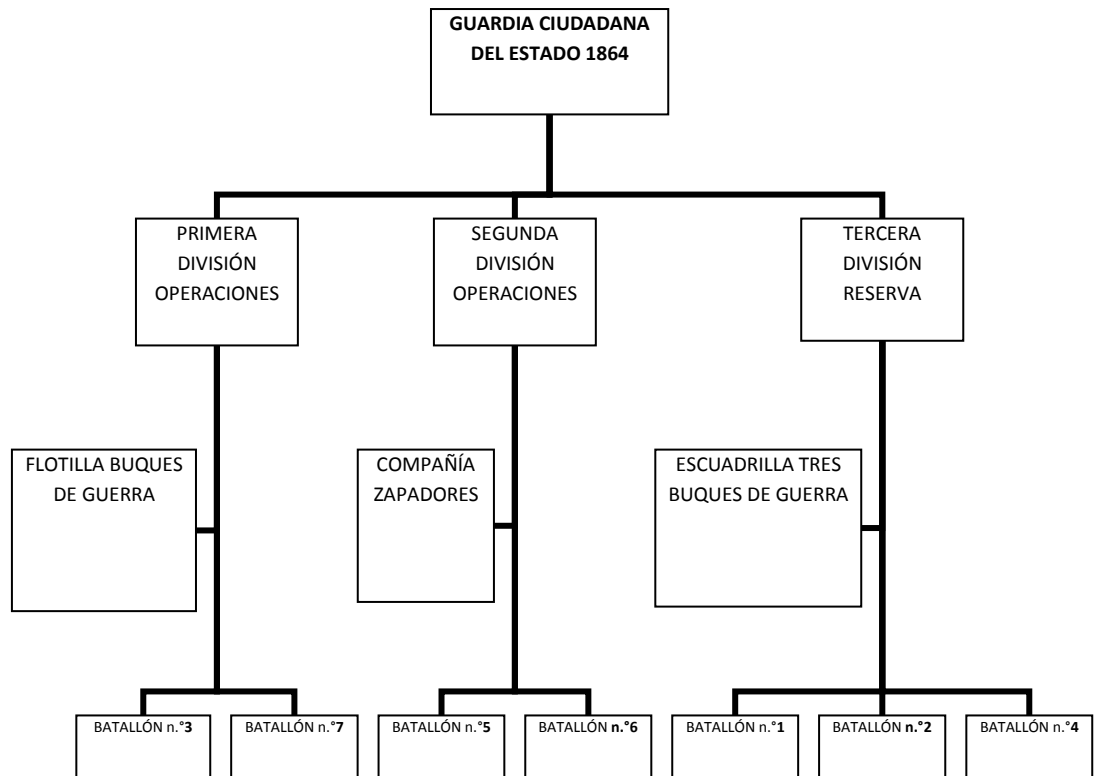 GUARDIA CIUDADANA
DEL ESTADO 1864
PRIMERA
DIVISIÓN
OPERACIONES
SEGUNDA
DIVISIÓN
OPERACIONES
TERCERA
DIVISIÓN
RESERVA
FLOTILLA BUQUES
DE GUERRA
COMPAÑÍA
ZAPADORES
ESCUADRILLA TRES
BUQUES DE GUERRA
BATALLÓN n.°3
BATALLÓN n.°7
BATALLÓN n.°5
BATALLÓN n.°6
BATALLÓN n.°1
BATALLÓN n.°2
BATALLÓN n.°4